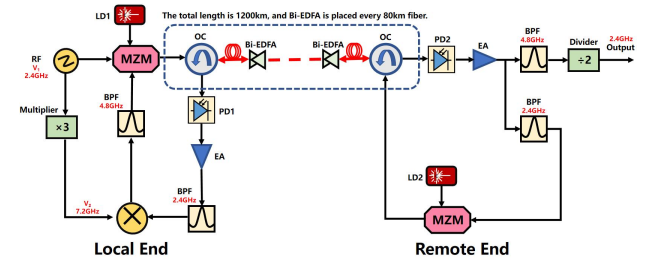 LD1
The total length is 1200km, and Bi-EDFA is placed every 80km fiber.
RF
V₁
2.4GHz
MZM
OC
Bi-EDFA
Bi-EDFA
OC
PD2
EA
BPF
4.8GHz
Divider
÷2
2.4GHz
Output
Multiplier
×3
BPF
4.8GHz
PD1
EA
BPF
2.4GHz
BPF
2.4GHz
V₂
7.2GHz
LD2
MZM
Local End
Remote End